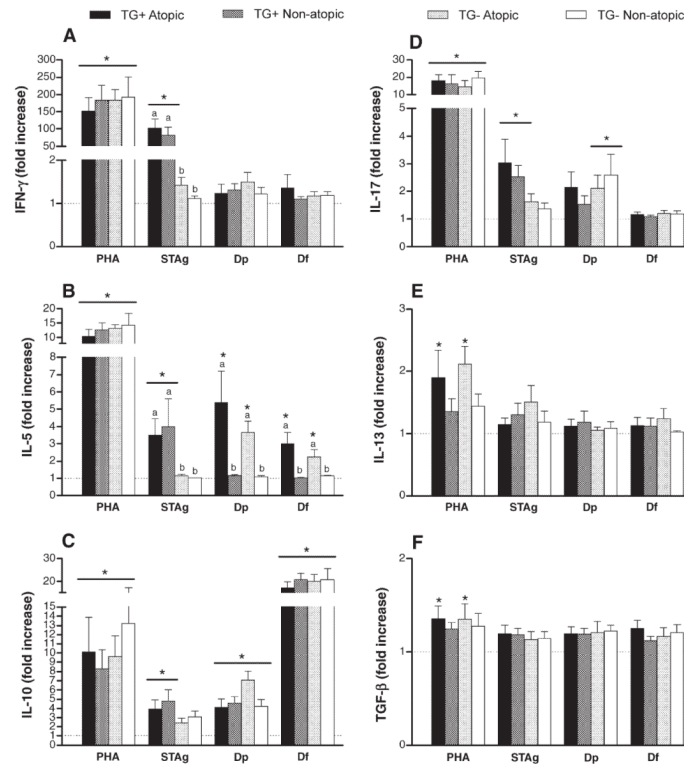 TG+ Atopic TG+ Non-atopic TG- Atopic TG- Non-atopic
A
IFN-γ (fold increase)
300
250
200
150
100
50
2
1
0
*
*
a a
b
b
PHA STAg Dp Df
D
IL-17 (fold increase)
30
20
10
5
4
3
2
1
0
*
*
*
PHA STAg Dp Df
B
IL-5 (fold increase)
20
15
10
8
7
6
5
4
3
2
1
0
*
*
a a
b b
*
a
b
*
a
b
*
a
b
*
a
b
PHA STAg Dp Df
E
IL-13 (fold increase)
3
2
1
0
* *
PHA STAg Dp Df
C
IL-10 (fold increase)
30
20
15
14
13
12
11
10
9
8
7
6
5
4
3
2
1
0
*
*
*
*
PHA STAg Dp Df
F
TGF-β (fold increase)
2
1
0
* *
PHA STAg Dp Df